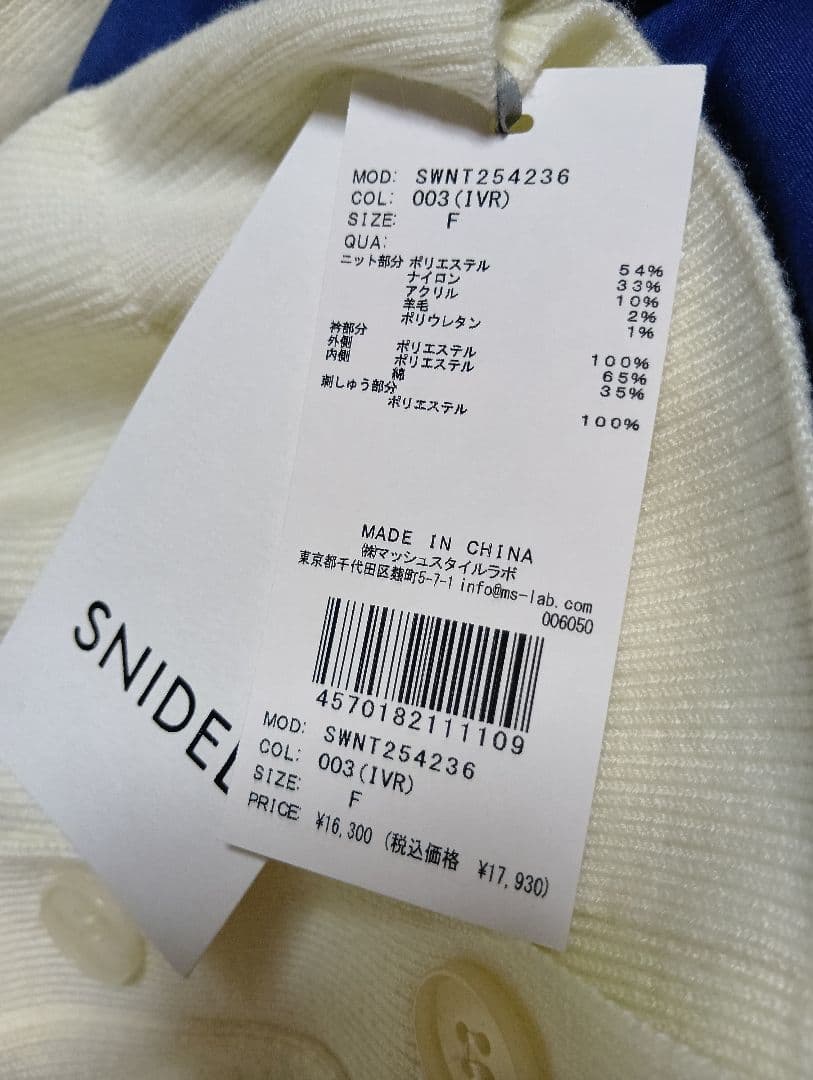 MOD: SWNT254236
COL: 003(IVR)
SIZE: F
QUA:
ニット部分 ポリエステル 54%
ナイロン 33%
アクリル 10%
羊毛 2%
ポリウレタン 1%
衿部分
外側 ポリエステル 100%
内側 ポリエステル 65%
綿 35%
刺しゅう部分
ポリエステル 100%
MADE IN CHINA
㈱マッシュスタイルラボ
東京都千代田区麹町5-7-1 info@ms-lab.com
006050
4570182111109
MOD: SWNT254236
COL: 003(IVR)
SIZE: F
PRICE: ¥16,300 (税込価格 ¥17,930)
SNIDEL